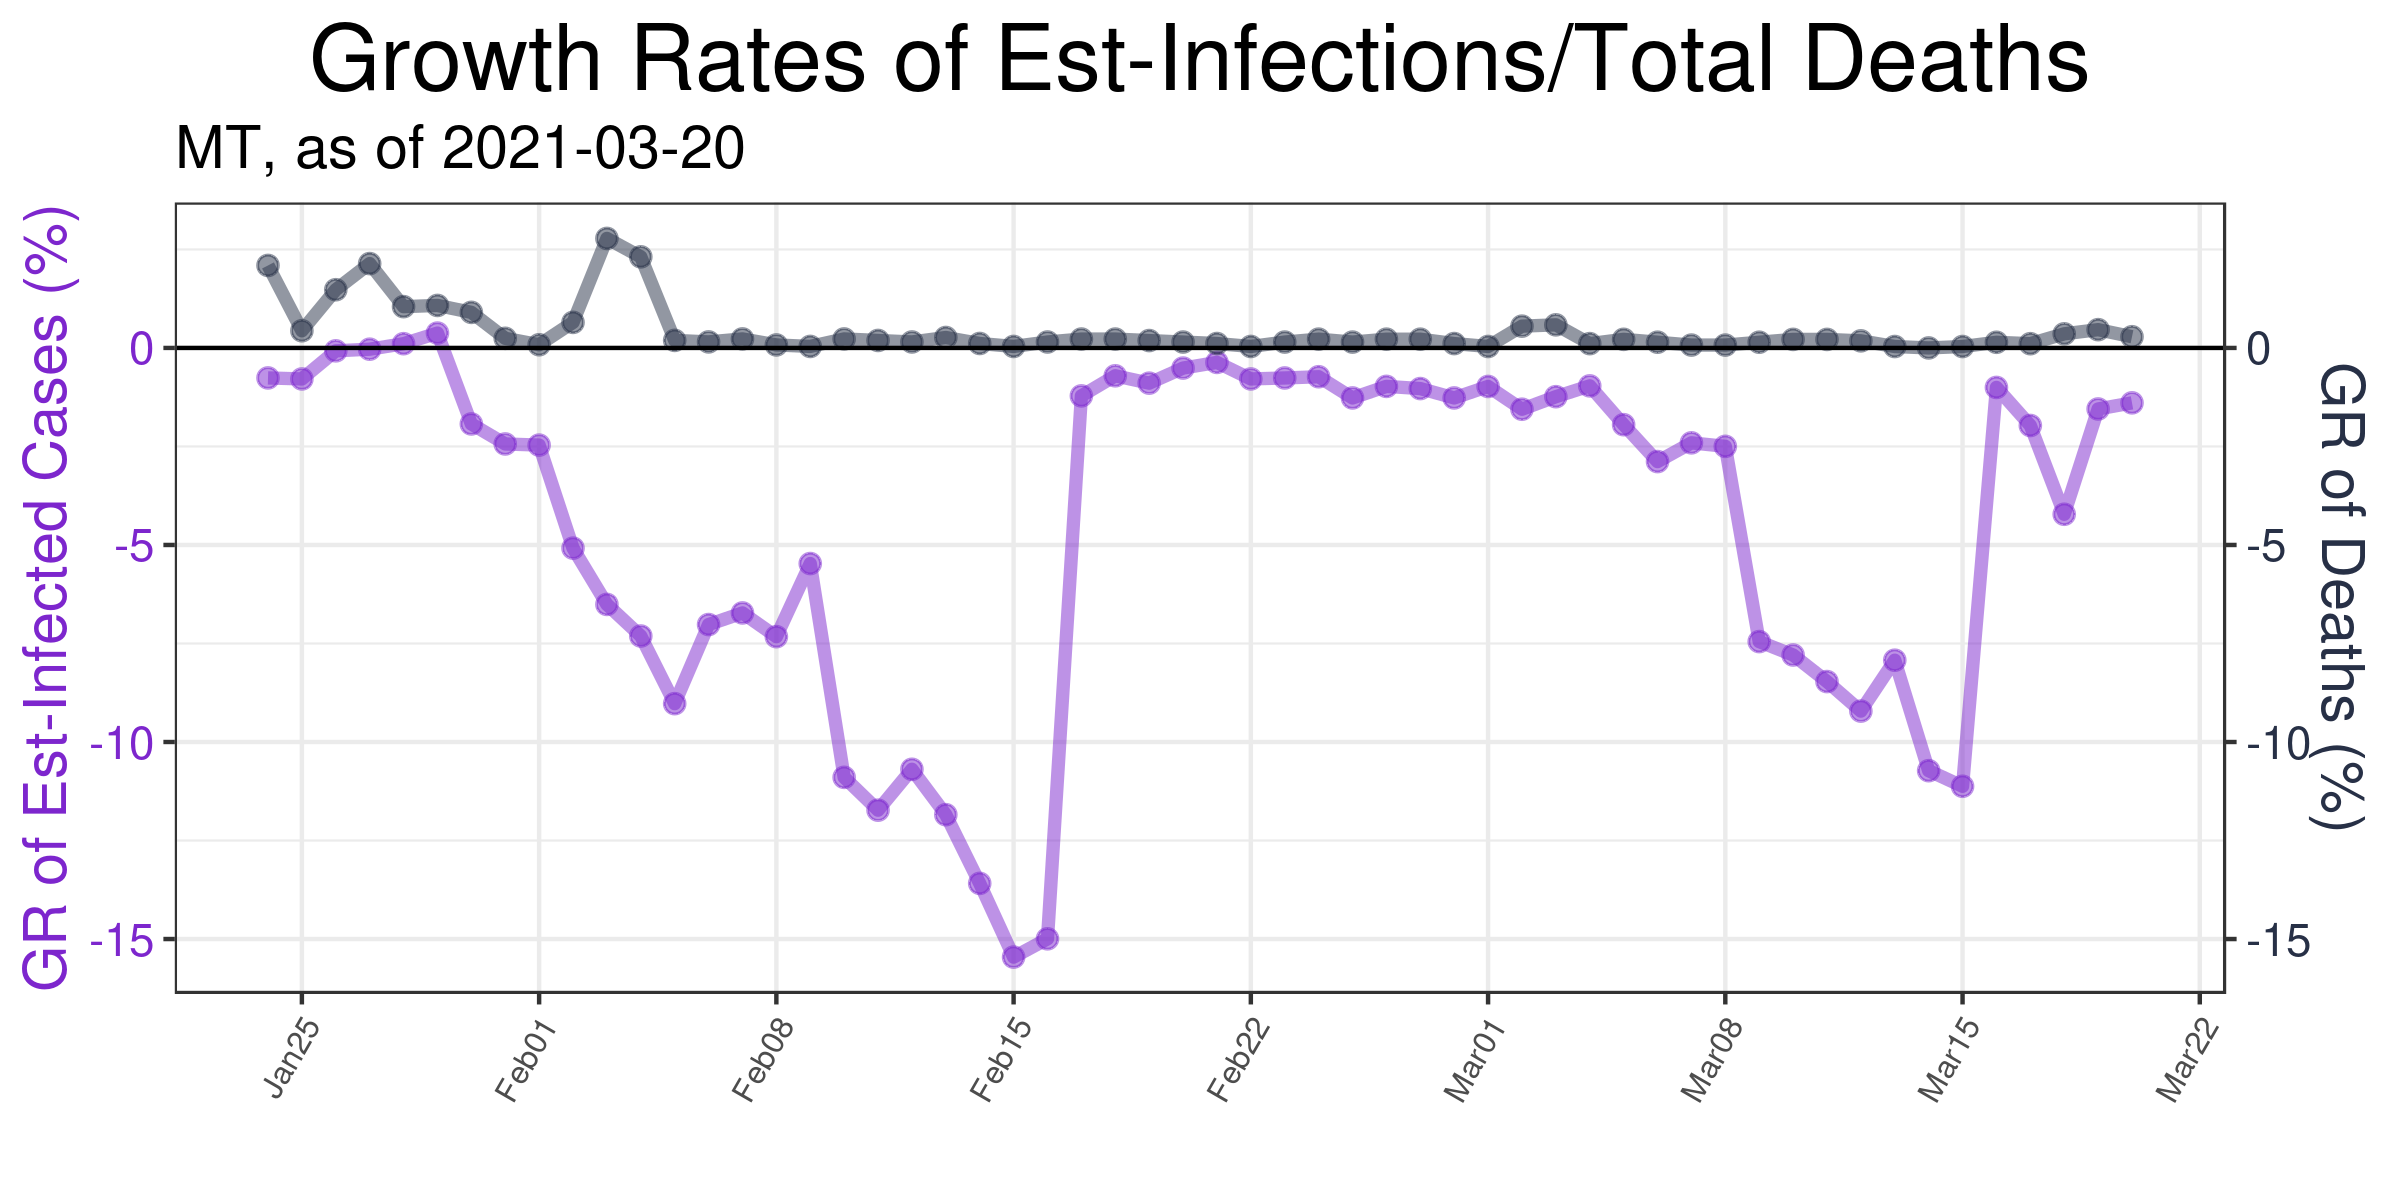 Growth Rates of Est-Infections/Total Deaths
MT, as of 2021-03-20
GR of Est-Infected Cases (%)
0
-5
-10
-15
0
-5
-10
-15
GR of Deaths (%)
Jan25
Feb01
Feb08
Feb15
Feb22
Mar01
Mar08
Mar15
Mar22